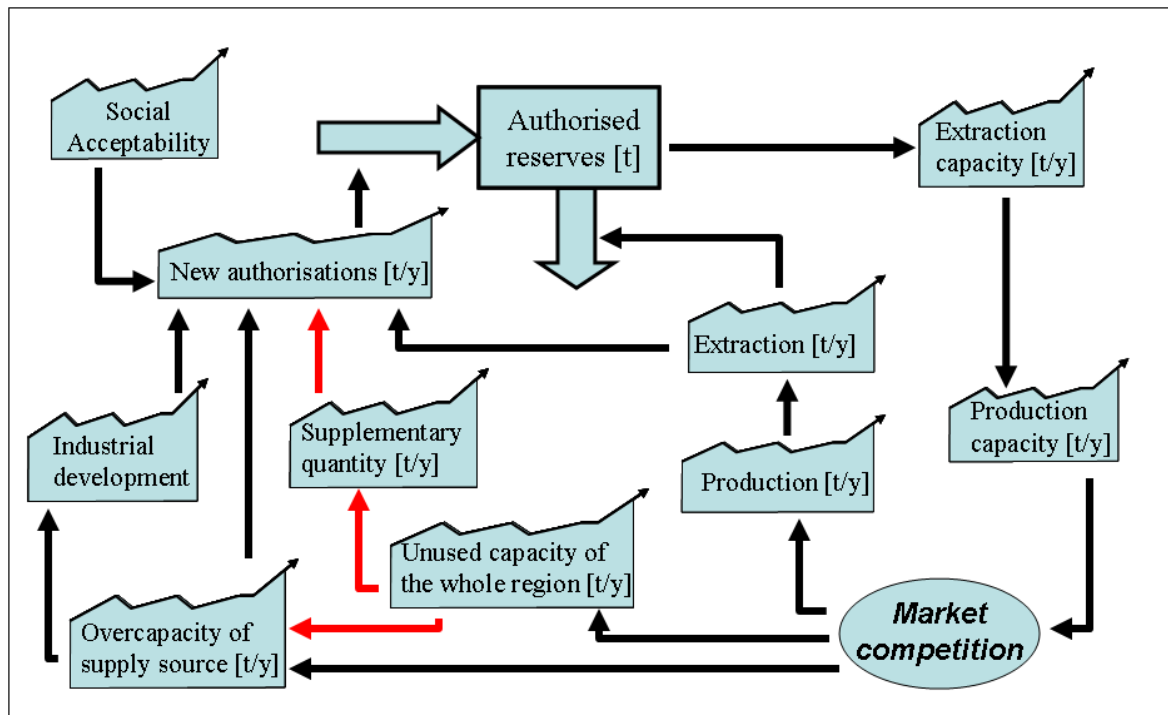 Social
Acceptability
Authorised
reserves [t]
Extraction
capacity [t/y]
New authorisations [t/y]
Extraction [t/y]
Industrial
development
Supplementary
quantity [t/y]
Production [t/y]
Production
capacity [t/y]
Unused capacity of
the whole region [t/y]
Overcapacity of
supply source [t/y]
Market
competition